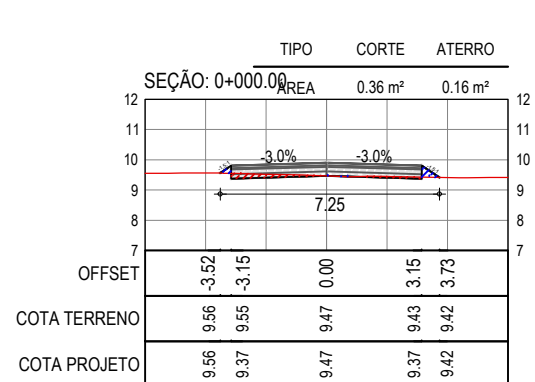 TIPO CORTE ATERRO
SEÇÃO: 0+000.00
ÁREA 0.36 m² 0.16 m²
12 12
11 11
10 10
-3.0% -3.0%
9 9
7.25
8 8
7 7
OFFSET -3.52 -3.15 0.00 3.15 3.73
COTA TERRENO 9.56 9.55 9.47 9.43 9.42
COTA PROJETO 9.56 9.37 9.47 9.37 9.42